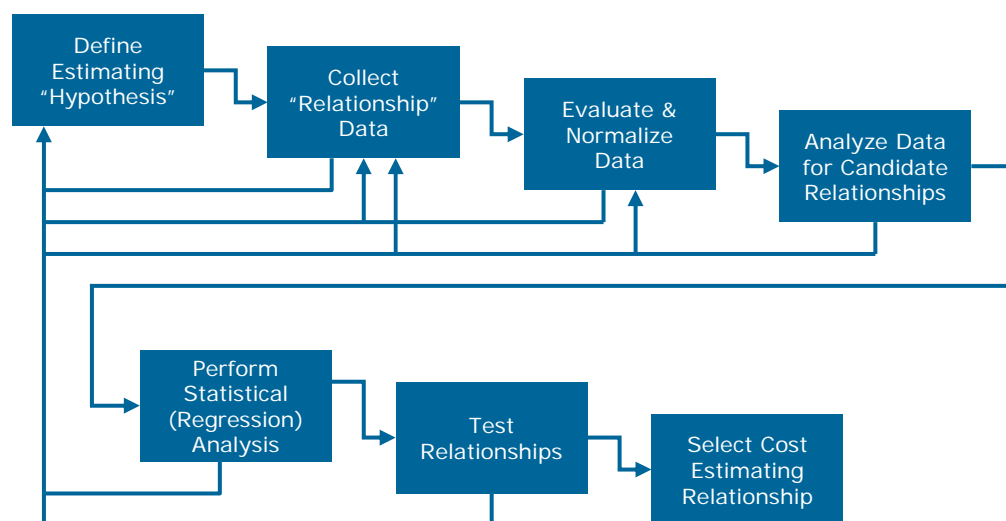 Define
Estimating
“Hypothesis”
Collect
“Relationship”
Data
Evaluate &
Normalize
Data
Analyze Data
for Candidate
Relationships
Perform
Statistical
(Regression)
Analysis
Test
Relationships
Select Cost
Estimating
Relationship